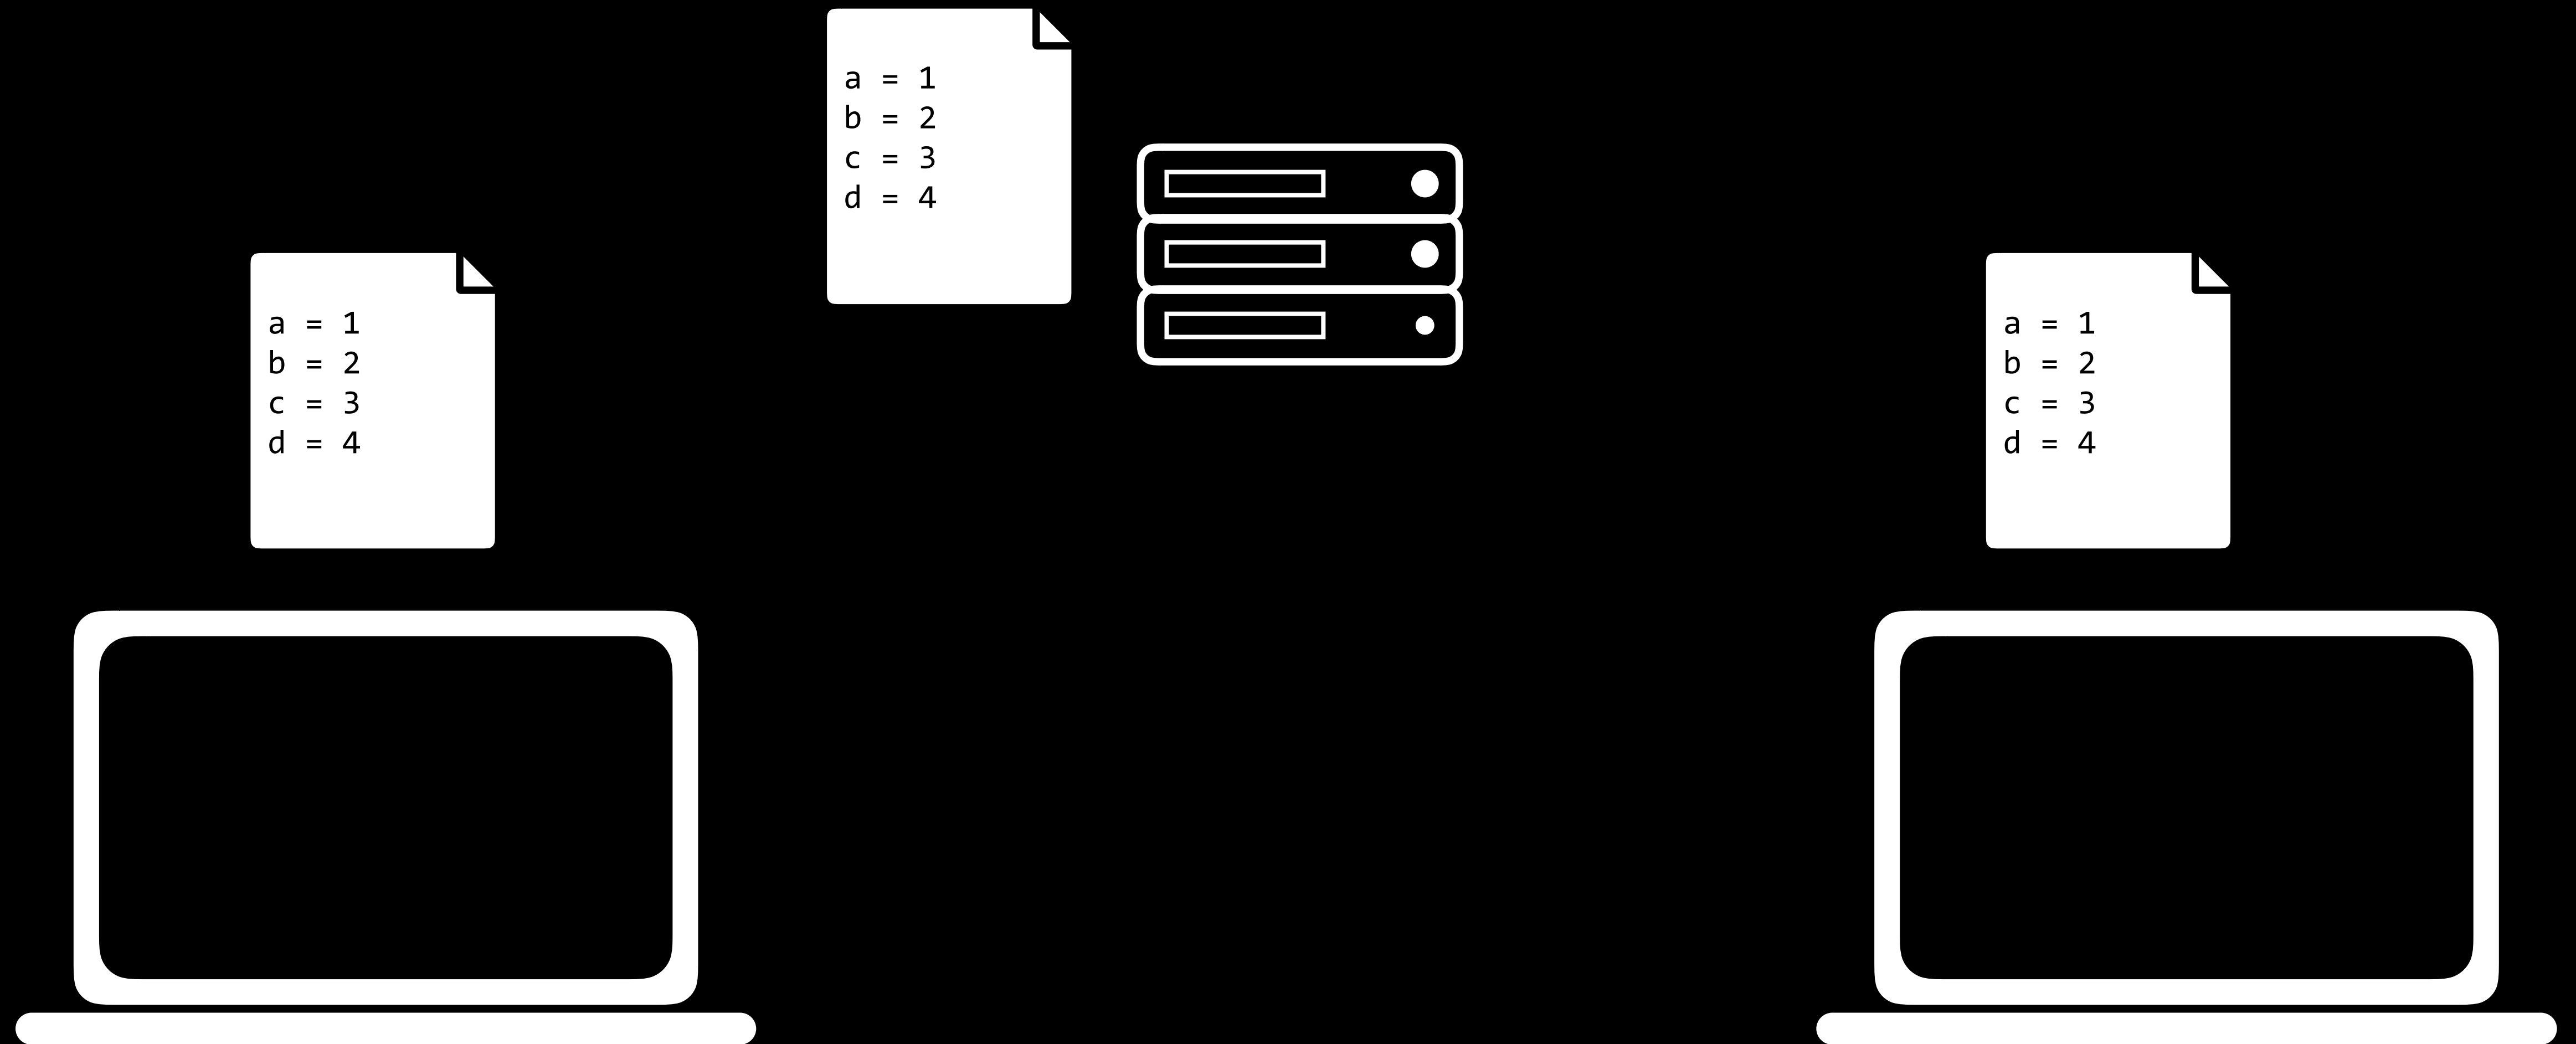 a = 1
b = 2
c = 3
d = 4
a = 1
b = 2
c = 3
d = 4
a = 1
b = 2
c = 3
d = 4